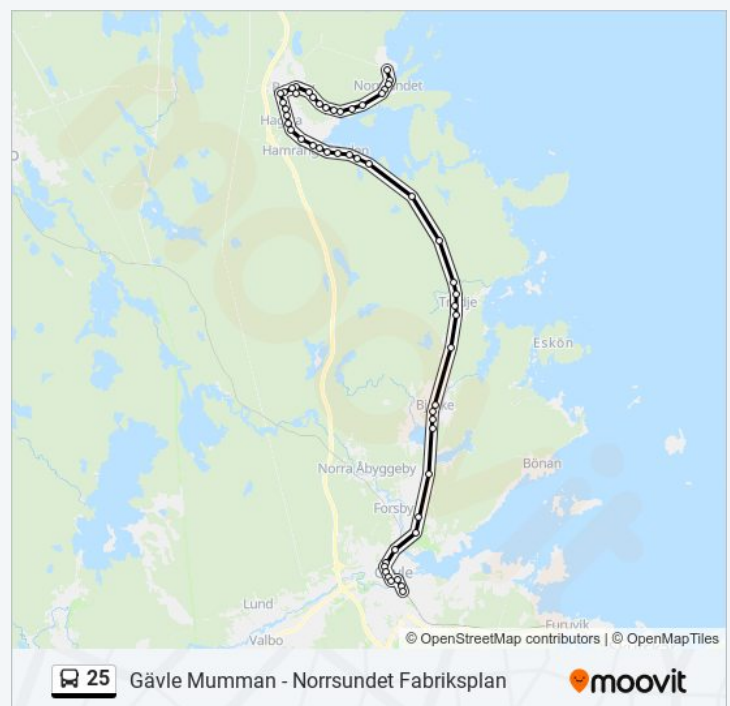 Norrsundet
Hamrångefjärden
Trödje
Eskön
Björke
Bönan
Norra Åbyggeby
Forsby
Gävle
Lund
Valbo
Furuvik
© OpenStreetMap contributors | © OpenMapTiles
25 Gävle Mumman - Norrsundet Fabriksplan moovit